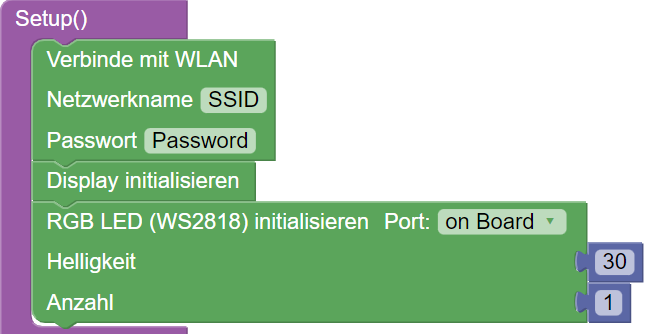 Setup()
Verbinde mit WLAN
Netzwerkname SSID
Passwort Password
Display initialisieren
RGB LED (WS2818) initialisieren Port: on Board
Helligkeit 30
Anzahl 1